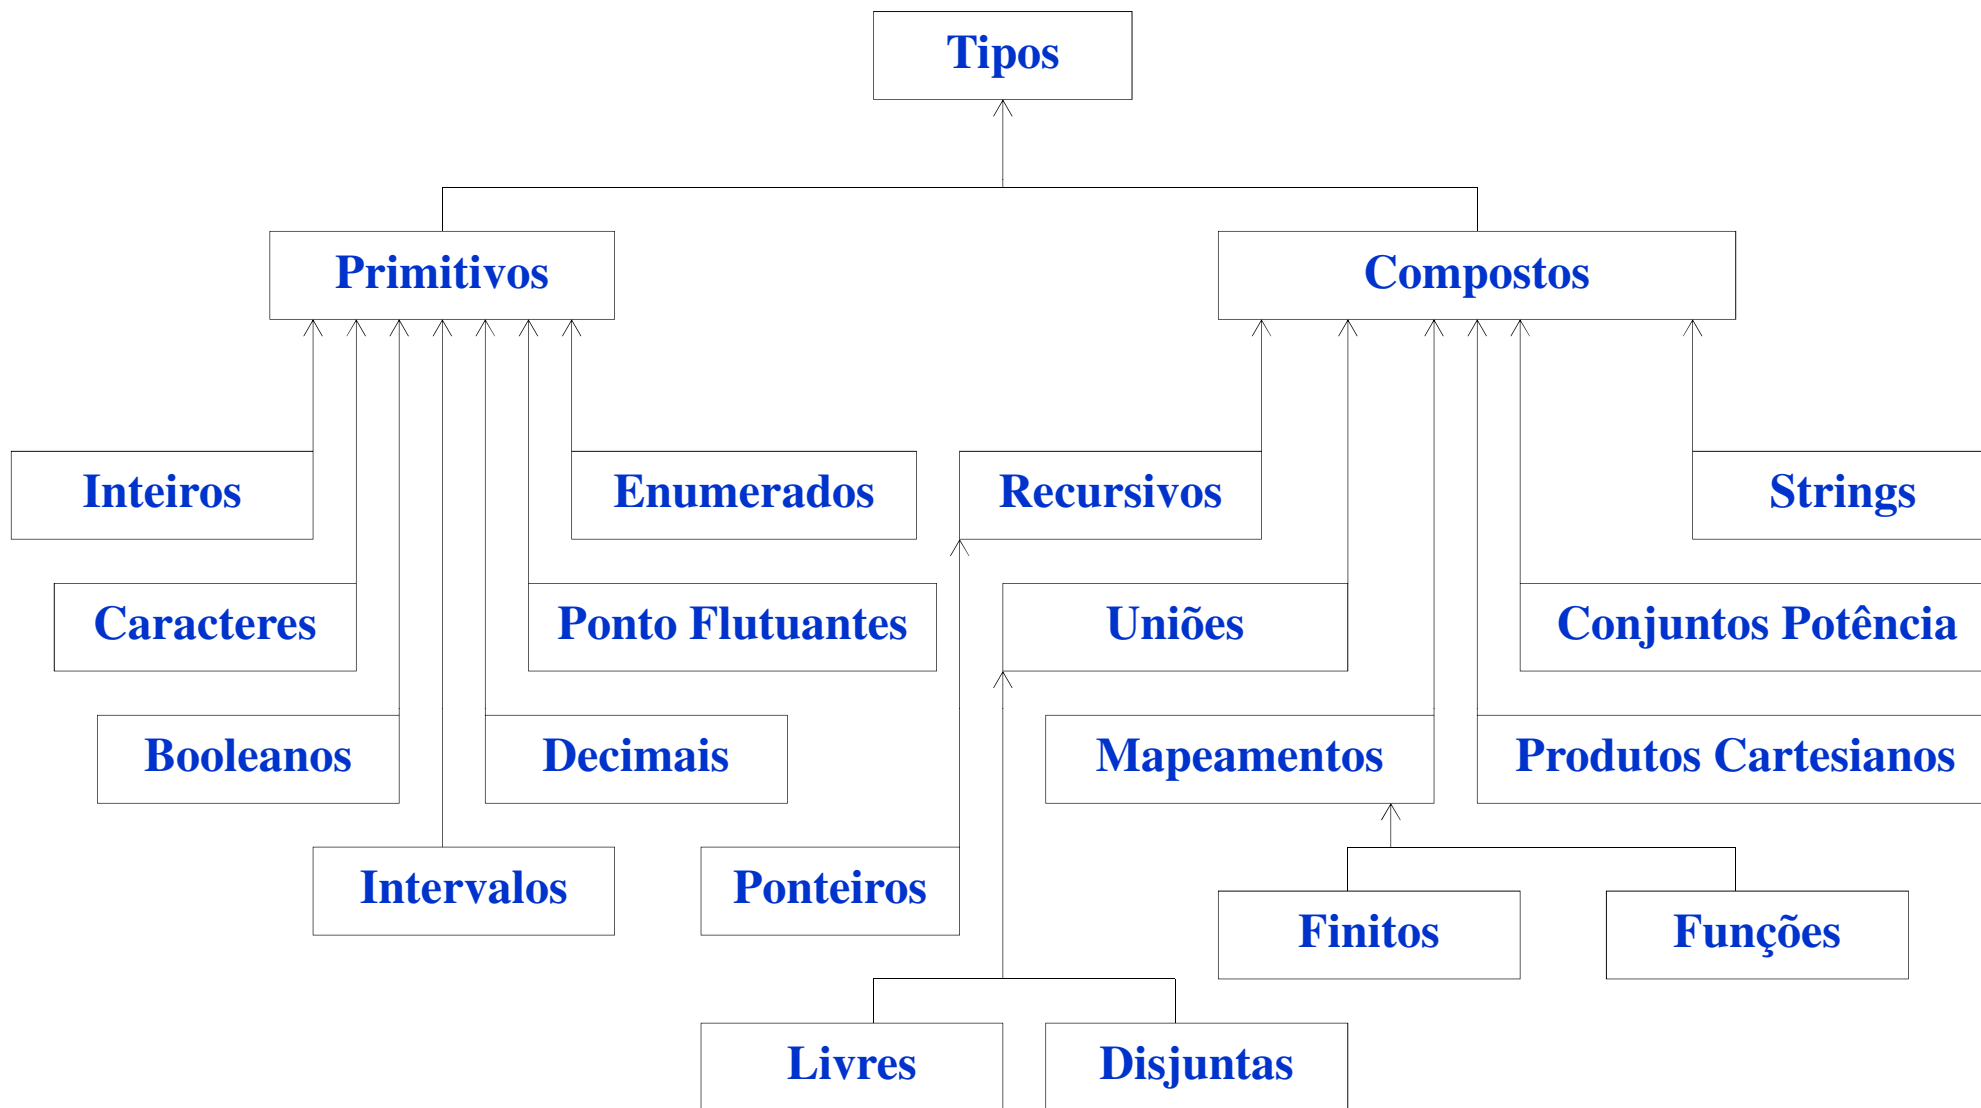 Tipos
Primitivos
Compostos
Inteiros
Enumerados
Recursivos
Strings
Caracteres
Ponto Flutuantes
Uniões
Conjuntos Potência
Booleanos
Decimais
Mapeamentos
Produtos Cartesianos
Intervalos
Ponteiros
Finitos
Funções
Livres
Disjuntas